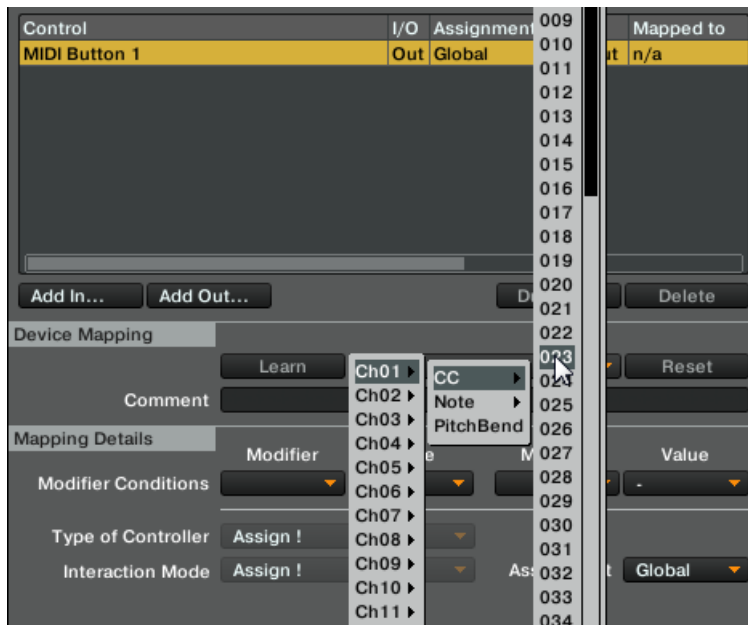 Control I/O Assignment Mapped to
MIDI Button 1 Out Global n/a
009
010
011
012
013
014
015
016
017
018
019
020
021
022
023
024
025
026
027
028
029
030
031
032
033
034
Add In... Add Out... Delete
Device Mapping
Learn Reset
Comment
Ch01
Ch02
Ch03
Ch04
Ch05
Ch06
Ch07
Ch08
Ch09
Ch10
Ch11
CC
Note
PitchBend
Mapping Details
Modifier Value
Modifier Conditions -
Type of Controller Assign !
Interaction Mode Assign ! Global